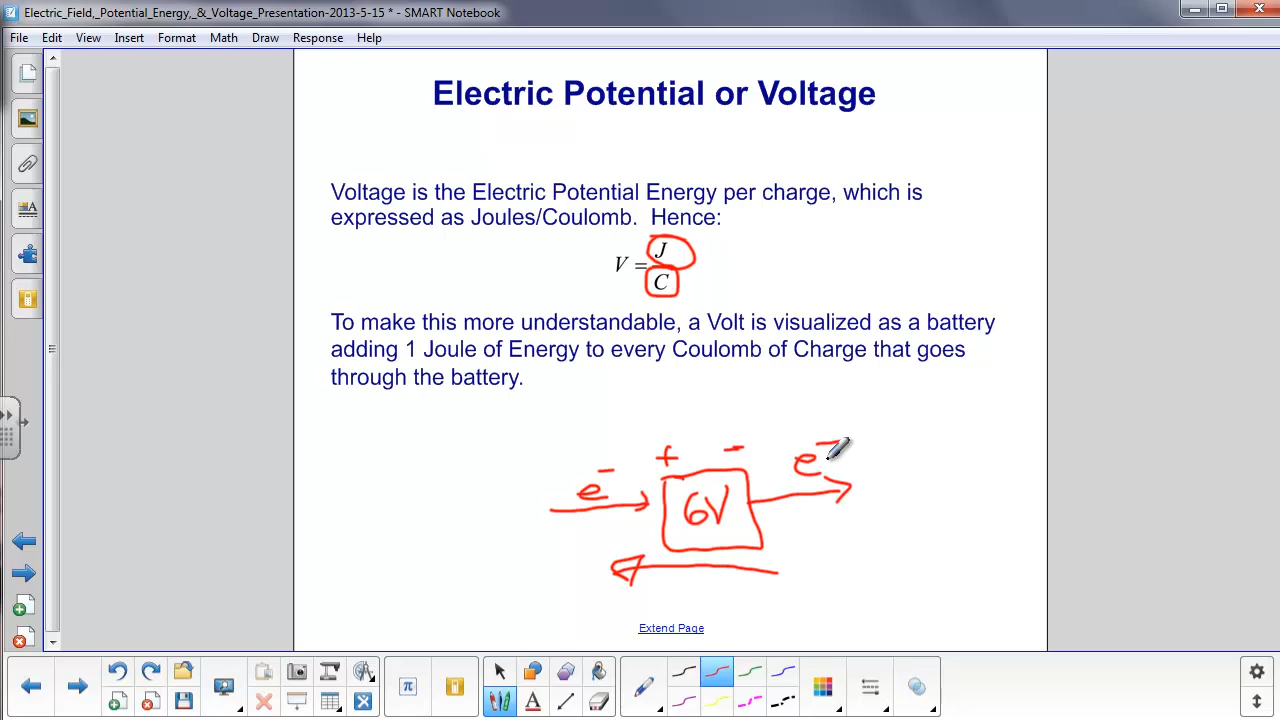 Electric_Field,_Potential_Energy,_&_Voltage_Presentation-2013-5-15 * - SMART Notebook
File Edit View Insert Format Math Draw Response Help
Electric Potential or Voltage
Voltage is the Electric Potential Energy per charge, which is
expressed as Joules/Coulomb. Hence:
V = J
C
To make this more understandable, a Volt is visualized as a battery
adding 1 Joule of Energy to every Coulomb of Charge that goes
through the battery.
+ -
e⁻ 6V e⁻
Extend Page